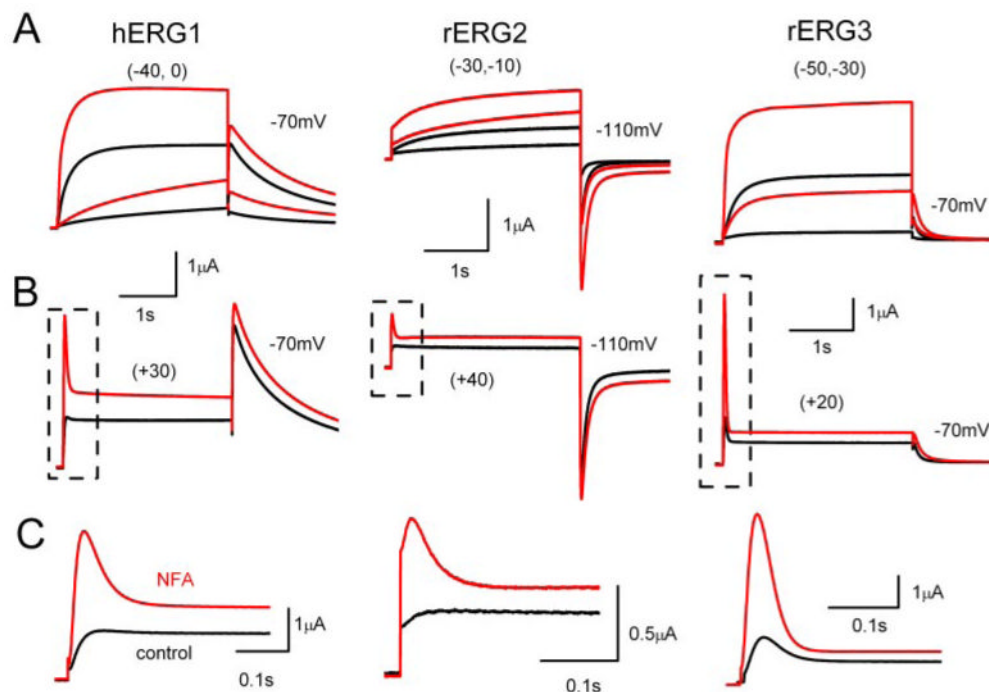 A
hERG1
rERG2
rERG3
(-40, 0)
(-30,-10)
(-50,-30)
-70mV
-110mV
-70mV
1μA
1s
1μA
1s
1μA
1s
B
-70mV
(+30)
-110mV
(+40)
(+20)
-70mV
C
NFA
control
1μA
0.1s
0.5μA
0.1s
1μA
0.1s